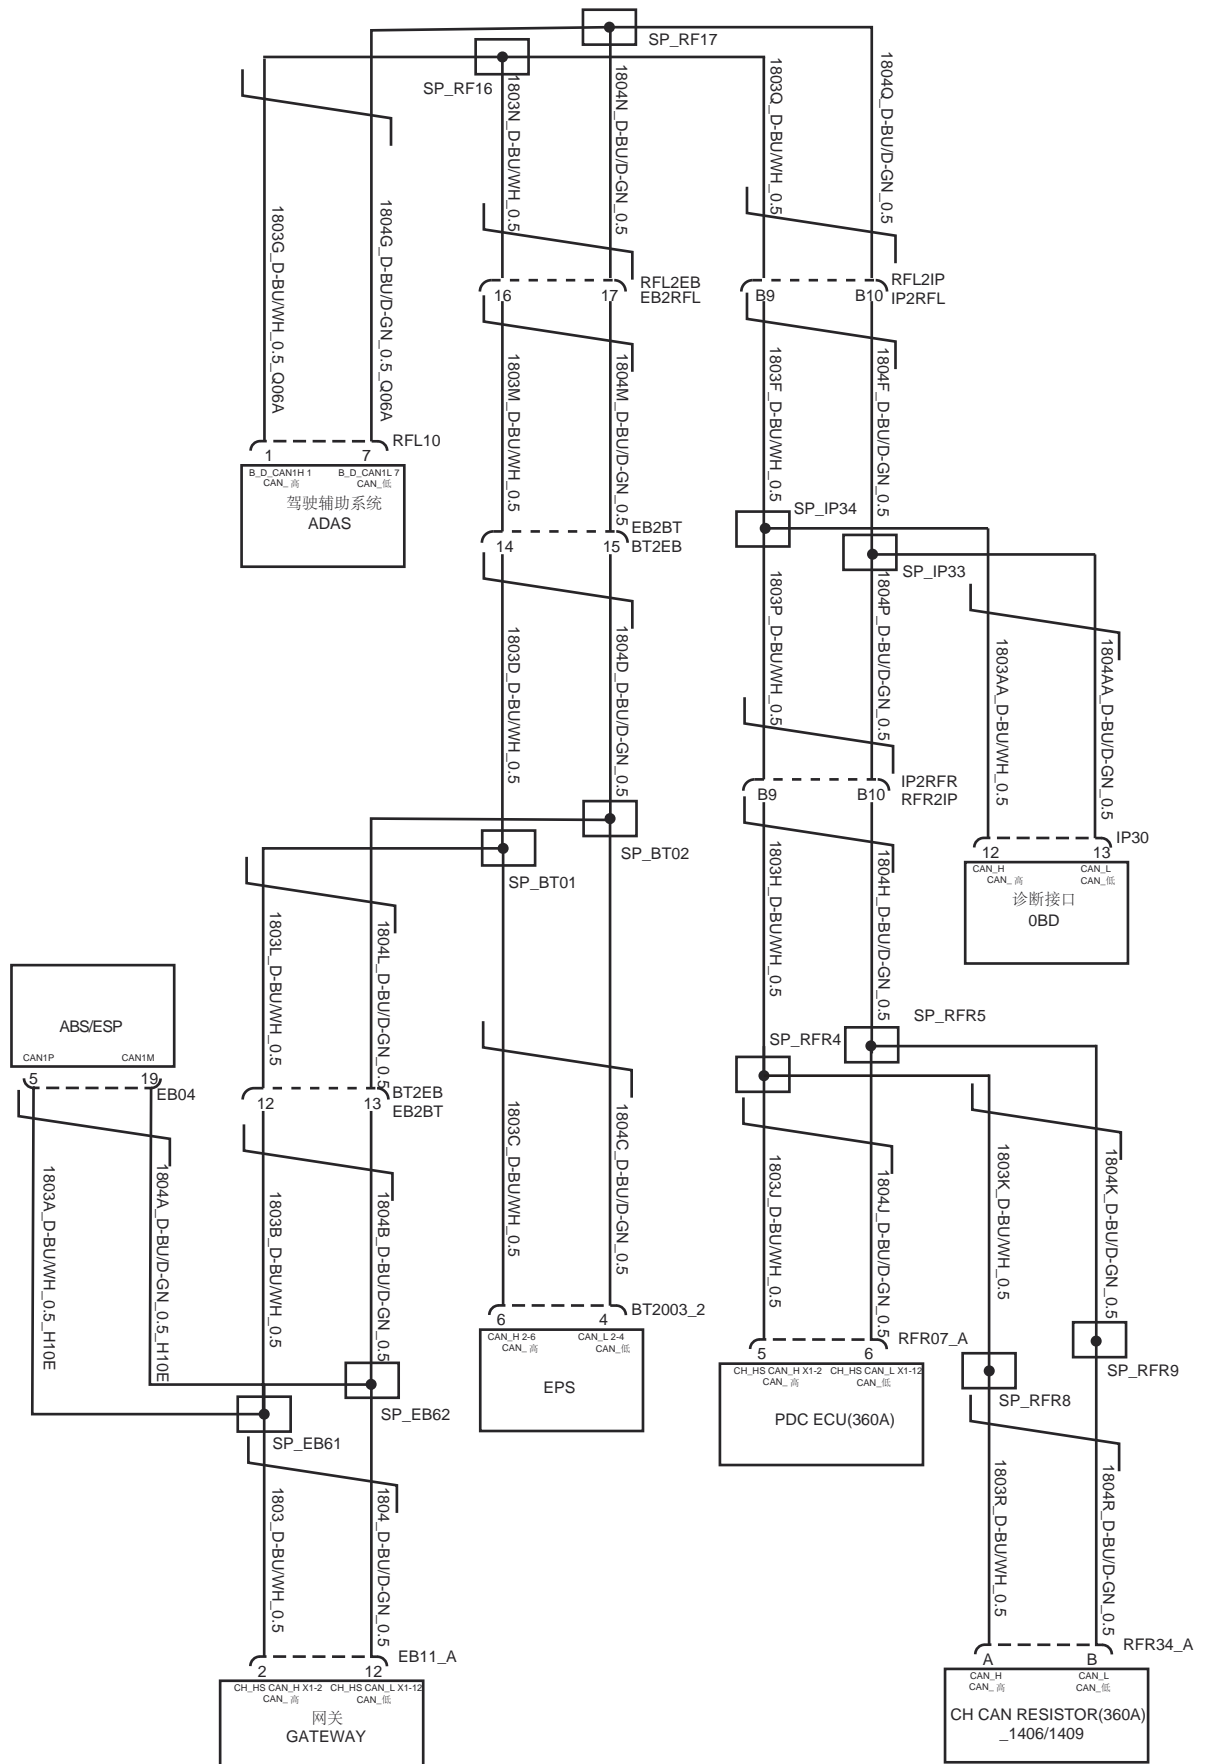 SP_RF17
SP_RF16
1803N_D-BU/WH_0.5
1804N_D-BU/D-GN_0.5
1803Q_D-BU/WH_0.5
1804Q_D-BU/D-GN_0.5
1803G_D-BU/WH_0.5_Q06A
1804G_D-BU/D-GN_0.5_Q06A
RFL2EB
EB2RFL
16
17
RFL2IP
IP2RFL
B9
B10
1803M_D-BU/WH_0.5
1804M_D-BU/D-GN_0.5
1803F_D-BU/WH_0.5
1804F_D-BU/D-GN_0.5
RFL10
1
7
B_D_CAN1H 1
B_D_CAN1L 7
CAN_高
CAN_低
驾驶辅助系统
ADAS
EB2BT
BT2EB
14
15
SP_IP34
SP_IP33
1803D_D-BU/WH_0.5
1804D_D-BU/D-GN_0.5
1803P_D-BU/WH_0.5
1804P_D-BU/D-GN_0.5
1803AA_D-BU/WH_0.5
1804AA_D-BU/D-GN_0.5
IP2RFR
RFR2IP
B9
B10
SP_BT02
SP_BT01
IP30
12
13
CAN_H
CAN_L
CAN_高
CAN_低
诊断接口
0BD
1803H_D-BU/WH_0.5
1804H_D-BU/D-GN_0.5
1803L_D-BU/WH_0.5
1804L_D-BU/D-GN_0.5
ABS/ESP
CAN1P
CAN1M
5
19
EB04
BT2EB
EB2BT
12
13
SP_RFR5
SP_RFR4
1803A_D-BU/WH_0.5_H10E
1804A_D-BU/D-GN_0.5_H10E
1803B_D-BU/WH_0.5
1804B_D-BU/D-GN_0.5
1803C_D-BU/WH_0.5
1804C_D-BU/D-GN_0.5
1803J_D-BU/WH_0.5
1804J_D-BU/D-GN_0.5
1803K_D-BU/WH_0.5
1804K_D-BU/D-GN_0.5
BT2003_2
6
4
CAN_H 2-6
CAN_L 2-4
CAN_高
CAN_低
EPS
RFR07_A
5
6
CH_HS CAN_H X1-2
CH_HS CAN_L X1-12
CAN_高
CAN_低
PDC ECU(360A)
SP_RFR9
SP_RFR8
SP_EB62
SP_EB61
1803_D-BU/WH_0.5
1804_D-BU/D-GN_0.5
1803R_D-BU/WH_0.5
1804R_D-BU/D-GN_0.5
EB11_A
2
12
CH_HS CAN_H X1-2
CH_HS CAN_L X1-12
CAN_高
CAN_低
网关
GATEWAY
RFR34_A
A
B
CAN_H
CAN_L
CAN_高
CAN_低
CH CAN RESISTOR(360A)
_1406/1409